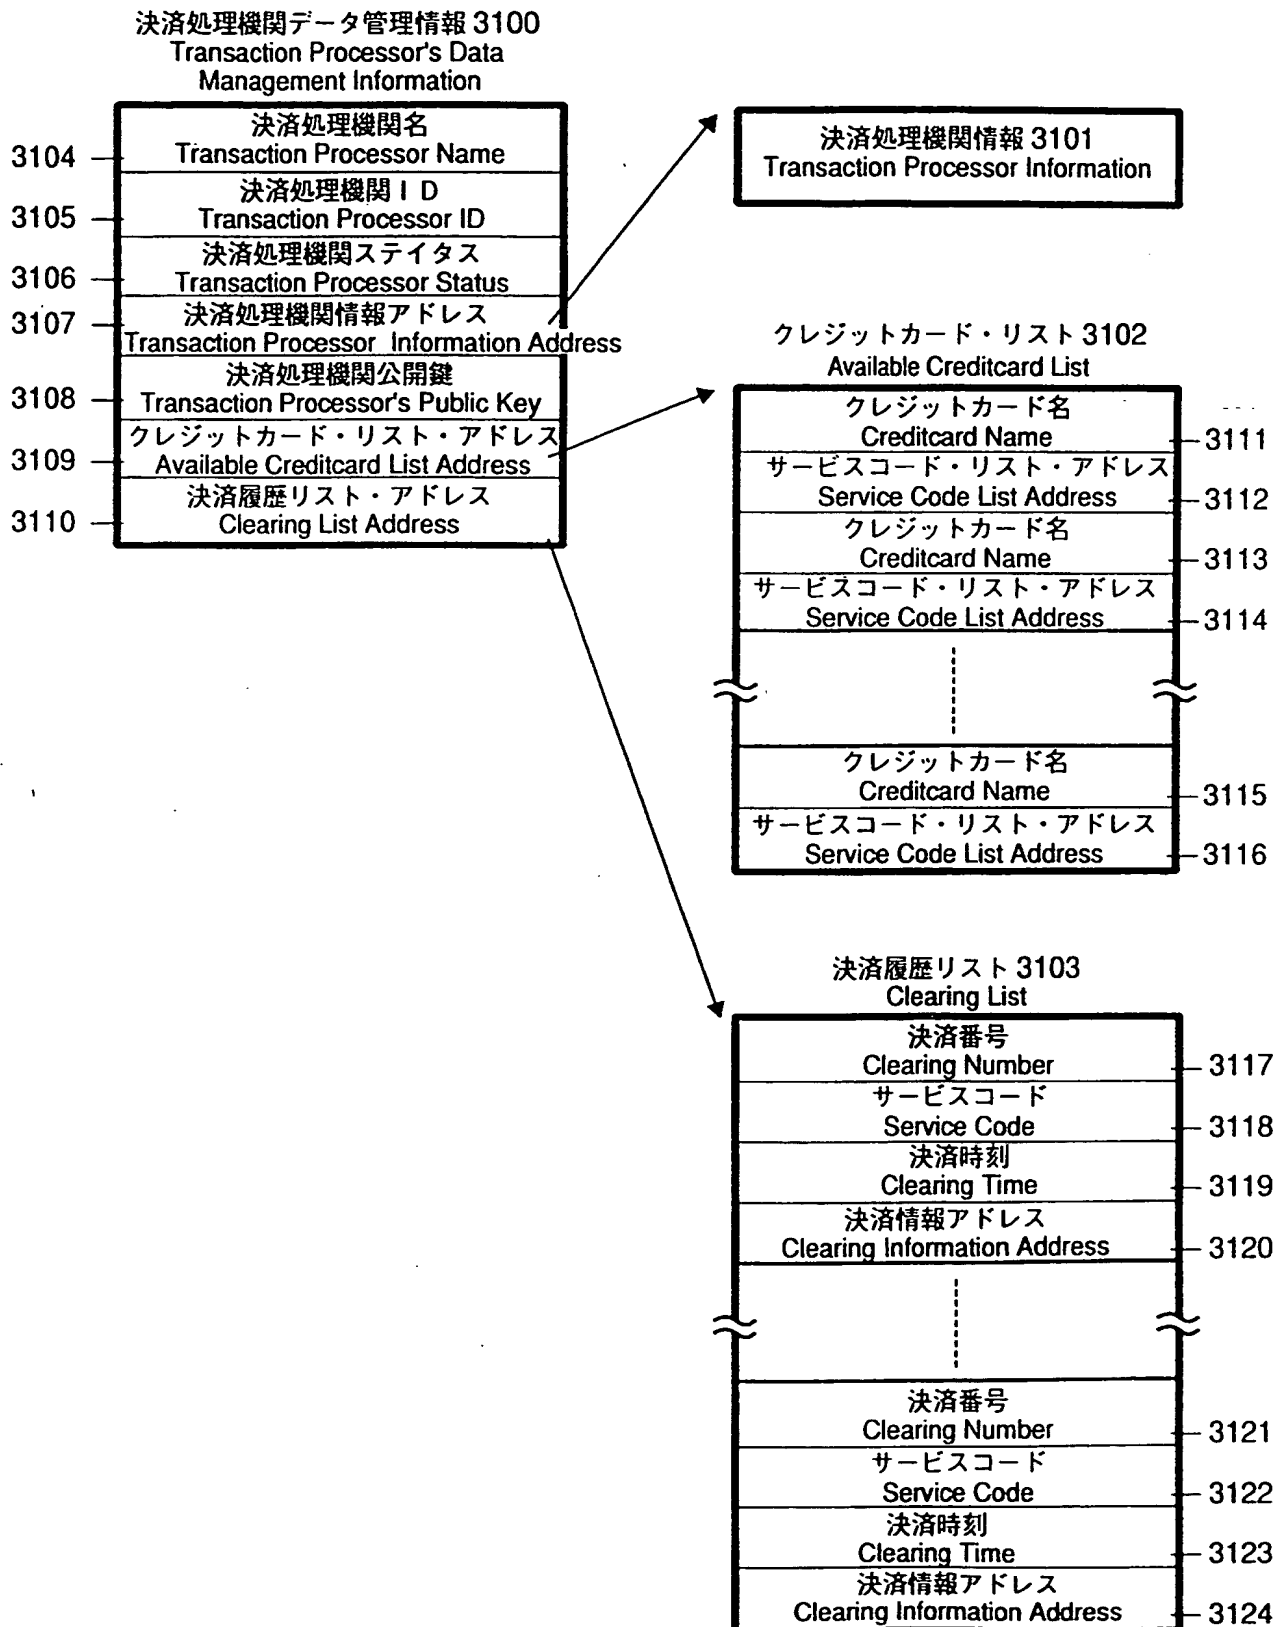 決済処理機関データ管理情報 3100
Transaction Processor's Data
Management Information
決済処理機関名
3104
Transaction Processor Name
決済処理機関ＩＤ
3105
Transaction Processor ID
決済処理機関ステイタス
3106
Transaction Processor Status
決済処理機関情報アドレス
3107
Transaction Processor Information Address
決済処理機関公開鍵
3108
Transaction Processor's Public Key
クレジットカード・リスト・アドレス
3109
Available Creditcard List Address
決済履歴リスト・アドレス
3110
Clearing List Address
決済処理機関情報 3101
Transaction Processor Information
クレジットカード・リスト 3102
Available Creditcard List
クレジットカード名
Creditcard Name
3111
サービスコード・リスト・アドレス
Service Code List Address
3112
クレジットカード名
Creditcard Name
3113
サービスコード・リスト・アドレス
Service Code List Address
3114
クレジットカード名
Creditcard Name
3115
サービスコード・リスト・アドレス
Service Code List Address
3116
決済履歴リスト 3103
Clearing List
決済番号
Clearing Number
3117
サービスコード
Service Code
3118
決済時刻
Clearing Time
3119
決済情報アドレス
Clearing Information Address
3120
決済番号
Clearing Number
3121
サービスコード
Service Code
3122
決済時刻
Clearing Time
3123
決済情報アドレス
Clearing Information Address
3124